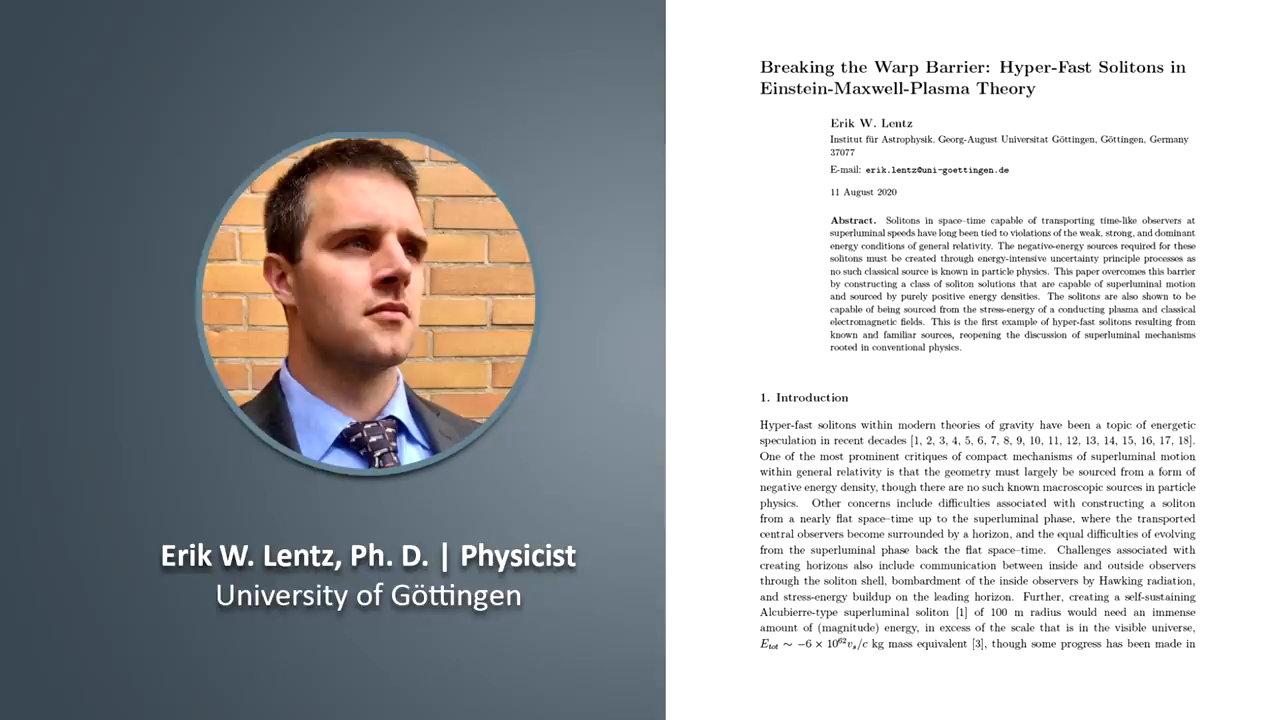 Erik W. Lentz, Ph. D. | Physicist
University of Göttingen
Breaking the Warp Barrier: Hyper-Fast Solitons in
Einstein-Maxwell-Plasma Theory
Erik W. Lentz
Institut für Astrophysik, Georg-August Universitat Göttingen, Göttingen, Germany
37077
E-mail: erik.lentz@uni-goettingen.de
11 August 2020
Abstract. Solitons in space–time capable of transporting time-like observers at
superluminal speeds have long been tied to violations of the weak, strong, and dominant
energy conditions of general relativity. The negative-energy sources required for these
solitons must be created through energy-intensive uncertainty principle processes as
no such classical source is known in particle physics. This paper overcomes this barrier
by constructing a class of soliton solutions that are capable of superluminal motion
and sourced by purely positive energy densities. The solitons are also shown to be
capable of being sourced from the stress-energy of a conducting plasma and classical
electromagnetic fields. This is the first example of hyper-fast solitons resulting from
known and familiar sources, reopening the discussion of superluminal mechanisms
rooted in conventional physics.
1. Introduction
Hyper-fast solitons within modern theories of gravity have been a topic of energetic
speculation in recent decades [1, 2, 3, 4, 5, 6, 7, 8, 9, 10, 11, 12, 13, 14, 15, 16, 17, 18].
One of the most prominent critiques of compact mechanisms of superluminal motion
within general relativity is that the geometry must largely be sourced from a form of
negative energy density, though there are no such known macroscopic sources in particle
physics. Other concerns include difficulties associated with constructing a soliton
from a nearly flat space–time up to the superluminal phase, where the transported
central observers become surrounded by a horizon, and the equal difficulties of evolving
from the superluminal phase back the flat space–time. Challenges associated with
creating horizons also include communication between inside and outside observers
through the soliton shell, bombardment of the inside observers by Hawking radiation,
and stress-energy buildup on the leading horizon. Further, creating a self-sustaining
Alcubierre-type superluminal soliton [1] of 100 m radius would need an immense
amount of (magnitude) energy, in excess of the scale that is in the visible universe,
E_tot ∼ −6 × 10^62 v_s/c kg mass equivalent [3], though some progress has been made in